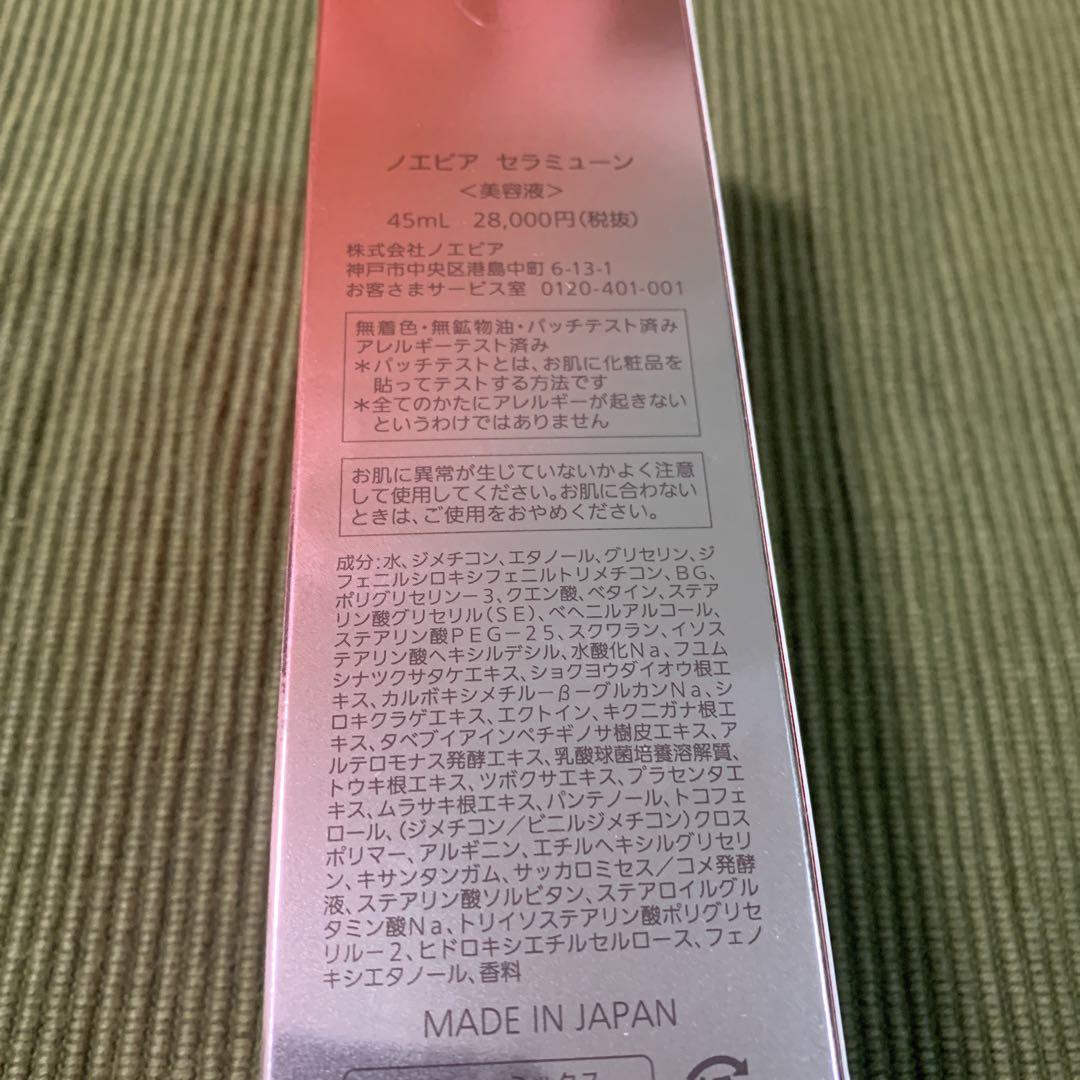 ノエビア セラミューン
<美容液>
45mL 28,000円(税抜)
株式会社ノエビア
神戸市中央区港島中町6-13-1
お客さまサービス室 0120-401-001
無着色・無鉱物油・パッチテスト済み
アレルギーテスト済み
＊パッチテストとは、お肌に化粧品を
貼ってテストする方法です
＊全てのかたにアレルギーが起きない
というわけではありません
お肌に異常が生じていないかよく注意
して使用してください。お肌に合わない
ときは、ご使用をおやめください。
成分：水、ジメチコン、エタノール、グリセリン、ジ
フェニルシロキシフェニルトリメチコン、BG、
ポリグリセリン－3、クエン酸、ベタイン、ステア
リン酸グリセリル(SE)、ベヘニルアルコール、
ステアリン酸PEG－25、スクワラン、イソス
テアリン酸ヘキシルデシル、水酸化Na、フユム
シナツクサタケエキス、ショクヨウダイオウ根エ
キス、カルボキシメチル－β－グルカンNa、シ
ロキクラゲエキス、エクトイン、キクニガナ根エ
キス、タベブイアインペチギノサ樹皮エキス、ア
ルテロモナス発酵エキス、乳酸球菌培養溶解質、
トウキ根エキス、ツボクサエキス、プラセンタエ
キス、ムラサキ根エキス、パンテノール、トコフェ
ロール、(ジメチコン／ビニルジメチコン)クロス
ポリマー、アルギニン、エチルヘキシルグリセリ
ン、キサンタンガム、サッカロミセス／コメ発酵
液、ステアリン酸ソルビタン、ステアロイルグル
タミン酸Na、トリイソステアリン酸ポリグリセ
リル－2、ヒドロキシエチルセルロース、フェノ
キシエタノール、香料
MADE IN JAPAN